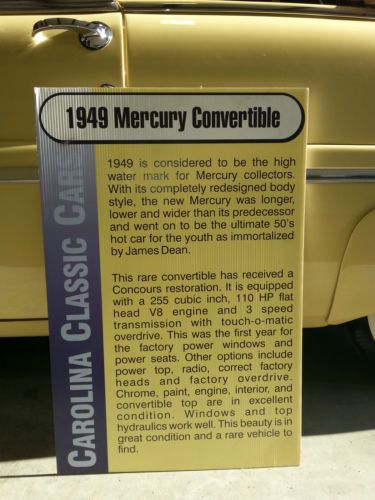 1949 Mercury Convertible
CAROLINA CLASSIC CARS
1949 is considered to be the high
water mark for Mercury collectors.
With its completely redesigned body
style, the new Mercury was longer,
lower and wider than its predecessor
and went on to be the ultimate 50's
hot car for the youth as immortalized
by James Dean.
This rare convertible has received a
Concours restoration. It is equipped
with a 255 cubic inch, 110 HP flat
head V8 engine and 3 speed
transmission with touch-o-matic
overdrive. This was the first year for
the factory power windows and
power seats. Other options include
power top, radio, correct factory
heads and factory overdrive.
Chrome, paint, engine, interior, and
convertible top are in excellent
condition. Windows and top
hydraulics work well. This beauty is in
great condition and a rare vehicle to
find.